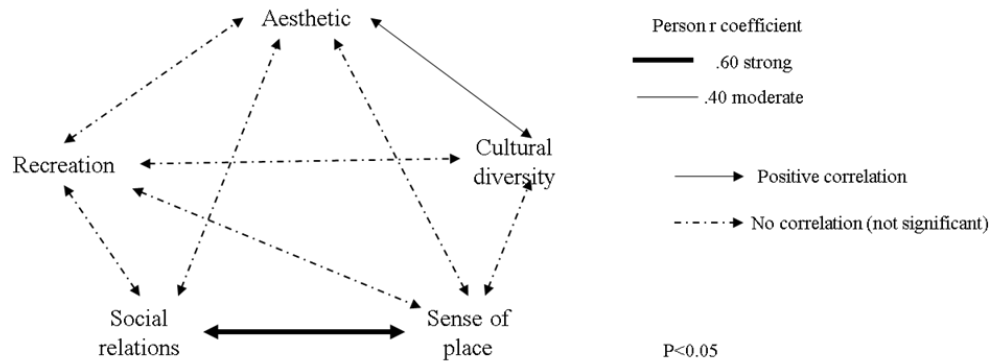 Aesthetic
Recreation
Cultural
diversity
Social
relations
Sense of
place
Person r coefficient
.60 strong
.40 moderate
Positive correlation
No correlation (not significant)
P<0.05